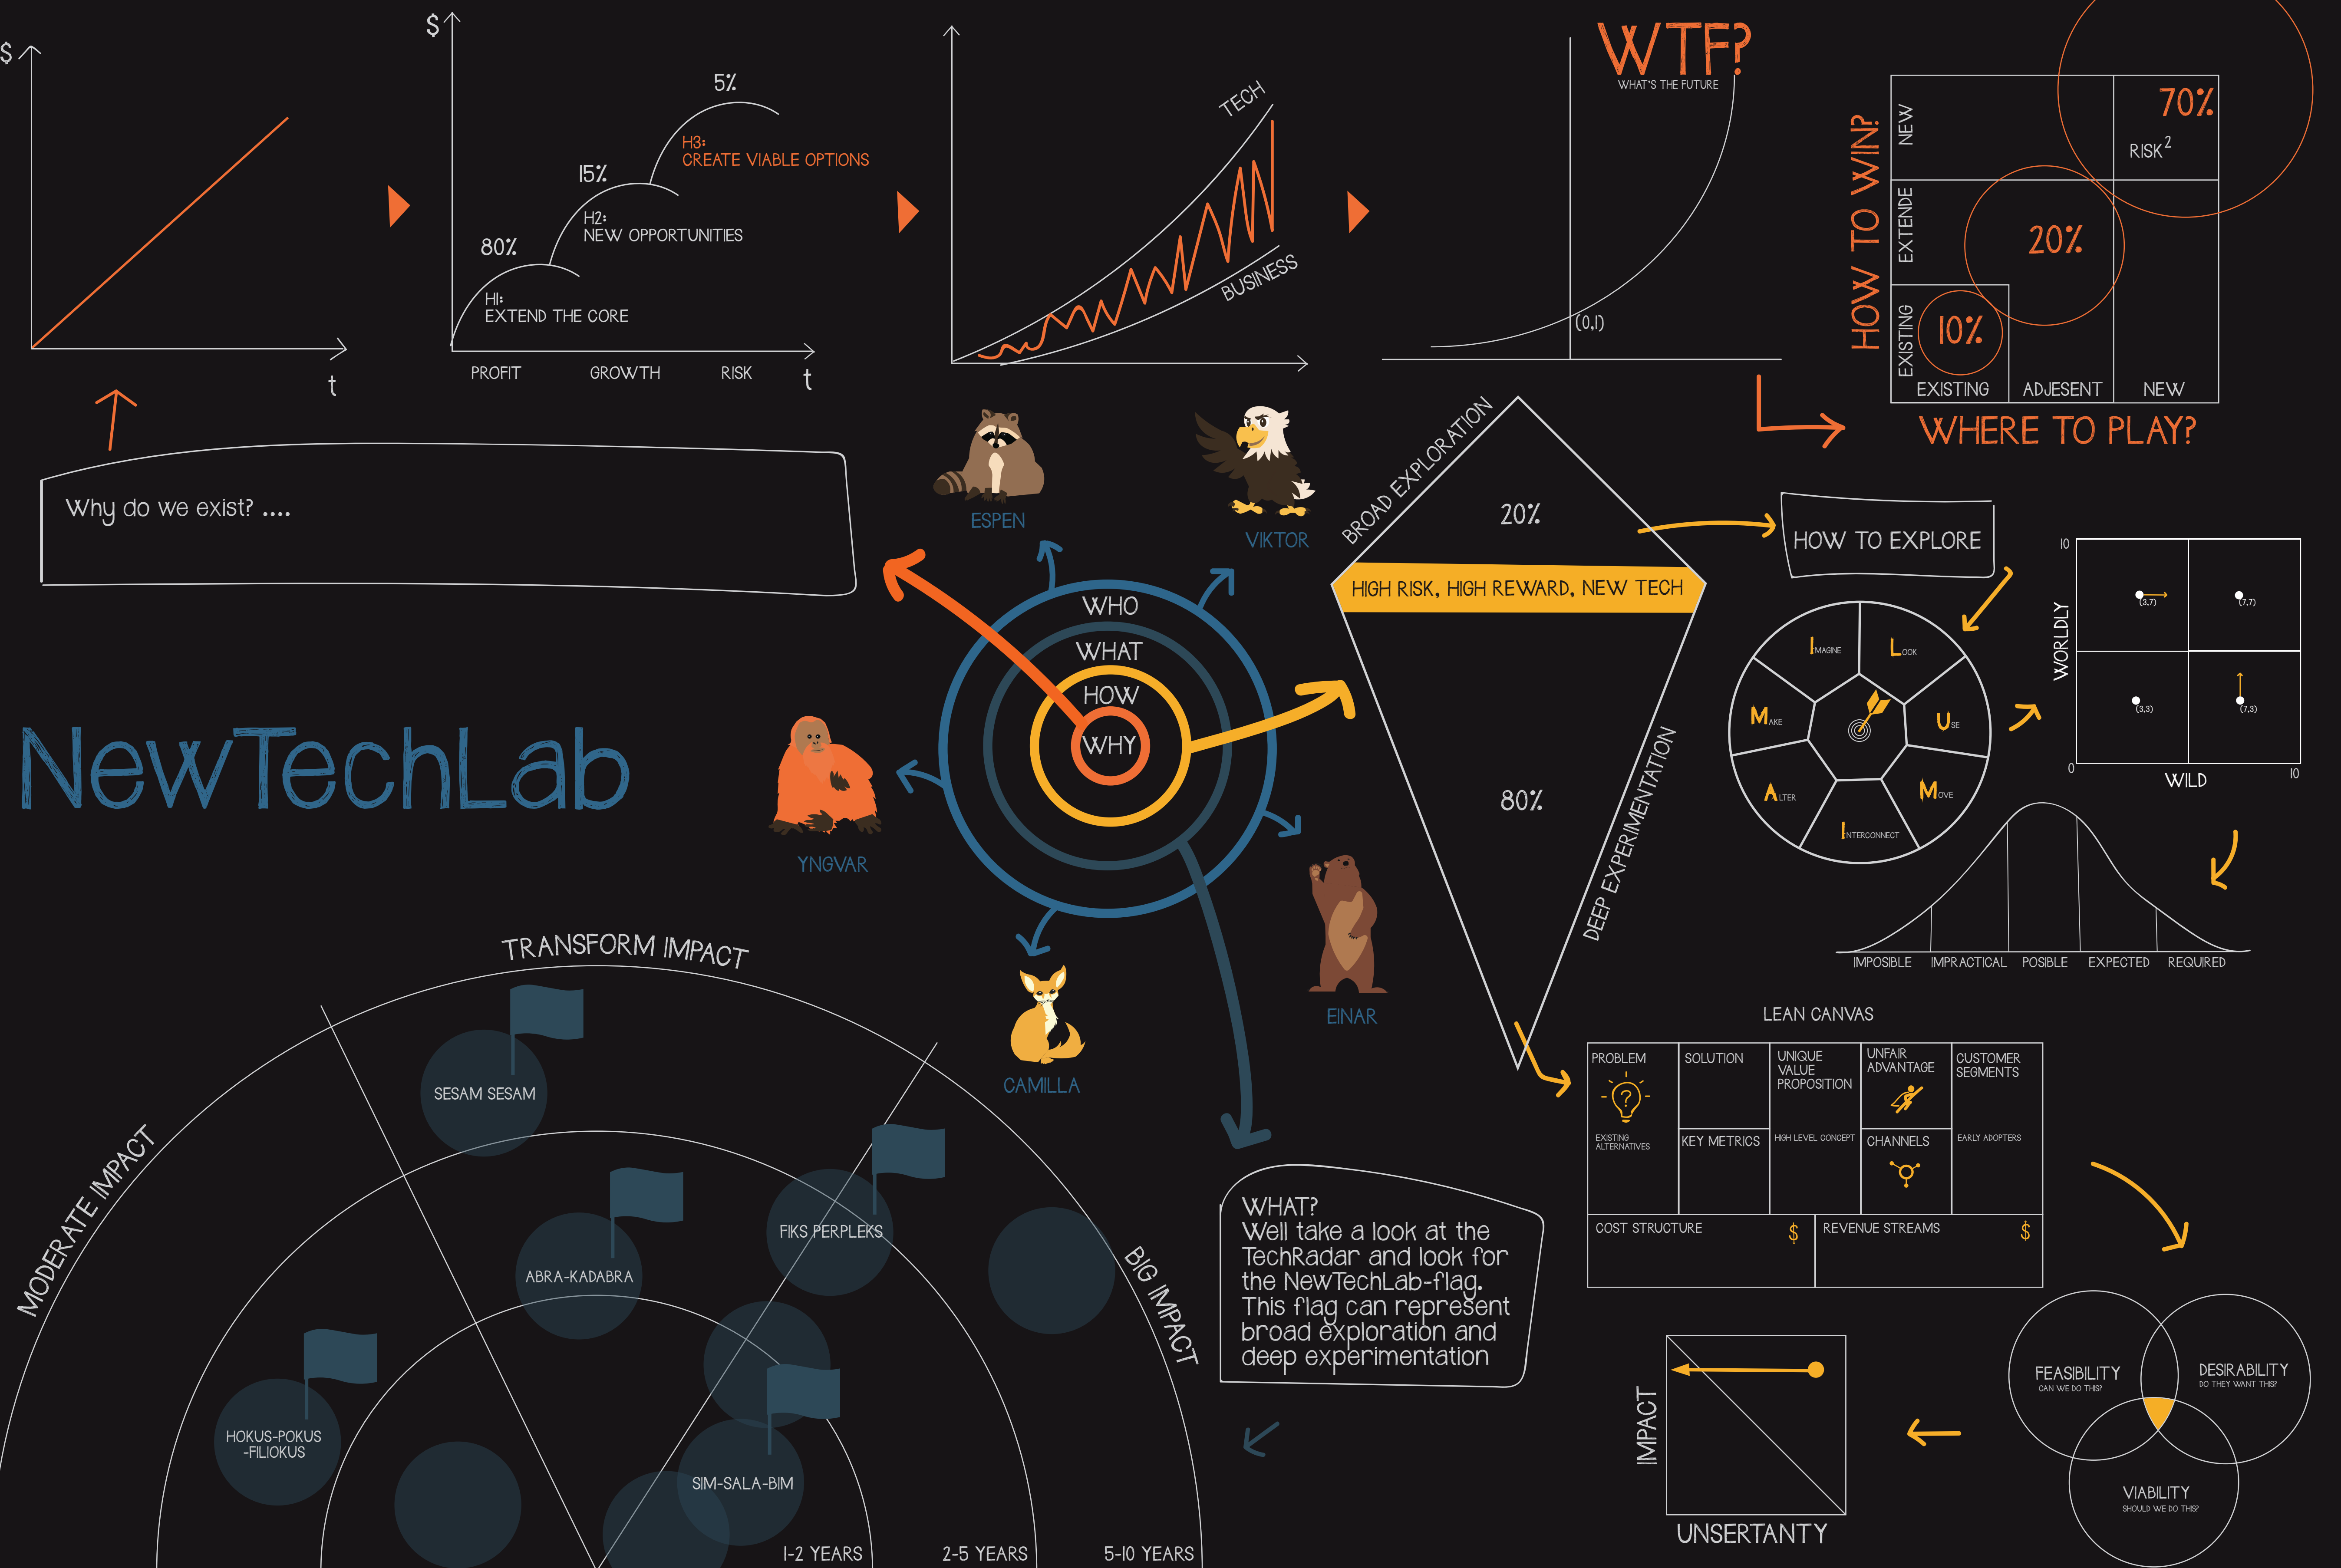 $
t
$
5%
H3:
CREATE VIABLE OPTIONS
15%
H2:
NEW OPPORTUNITIES
80%
H1:
EXTEND THE CORE
PROFIT
GROWTH
RISK
t
TECH
BUSINESS
WTF?
WHAT'S THE FUTURE
(0,1)
HOW TO WIN?
NEW
EXTENDE
EXISTING
70%
RISK2
20%
10%
EXISTING
ADJESENT
NEW
WHERE TO PLAY?
Why do we exist? ....
ESPEN
VIKTOR
YNGVAR
EINAR
CAMILLA
WHO
WHAT
HOW
WHY
NewTechLab
BROAD EXPLORATION
20%
HIGH RISK, HIGH REWARD, NEW TECH
80%
DEEP EXPERIMENTATION
HOW TO EXPLORE
IMAGINE
LOOK
USE
MOVE
INTERCONNECT
ALTER
MAKE
10
WORLDLY
(3,7)
(7,7)
(3,3)
(7,3)
0
10
WILD
IMPOSIBLE
IMPRACTICAL
POSIBLE
EXPECTED
REQUIRED
LEAN CANVAS
PROBLEM
?
EXISTING
ALTERNATIVES
SOLUTION
KEY METRICS
UNIQUE
VALUE
PROPOSITION
HIGH LEVEL CONCEPT
UNFAIR
ADVANTAGE
CHANNELS
CUSTOMER
SEGMENTS
EARLY ADOPTERS
COST STRUCTURE
$
REVENUE STREAMS
$
FEASIBILITY
CAN WE DO THIS?
DESIRABILITY
DO THEY WANT THIS?
VIABILITY
SHOULD WE DO THIS?
IMPACT
UNSERTANTY
WHAT?
Well take a look at the
TechRadar and look for
the NewTechLab-flag.
This flag can represent
broad exploration and
deep experimentation
MODERATE IMPACT
TRANSFORM IMPACT
BIG IMPACT
SESAM SESAM
FIKS PERPLEKS
ABRA-KADABRA
HOKUS-POKUS
-FILIOKUS
SIM-SALA-BIM
1-2 YEARS
2-5 YEARS
5-10 YEARS